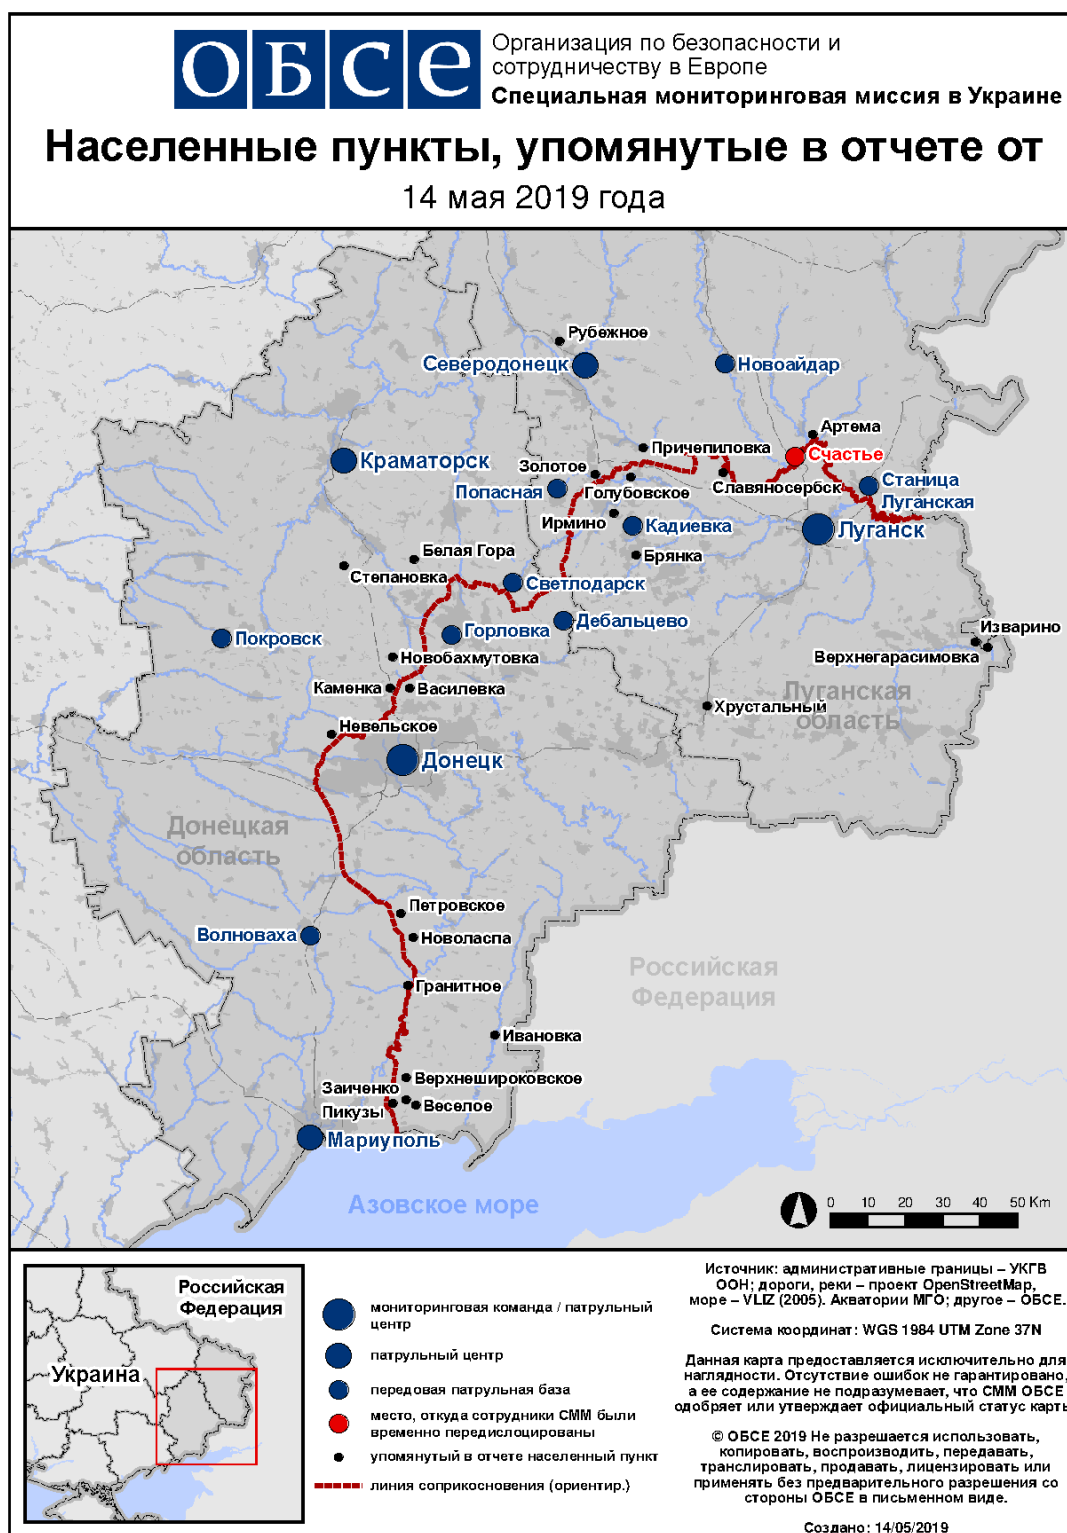 ОБСЕ
Организация по безопасности и
сотрудничеству в Европе
Специальная мониторинговая миссия в Украине
Населенные пункты, упомянутые в отчете от
14 мая 2019 года
Рубежное
Северодонецк
Новоайдар
Артема
Причепиловка
Счастье
Краматорск
Золотое
Славяносербск
Станица
Луганская
Попасная
Голубовское
Ирмино
Кадиевка
Луганск
Белая Гора
Брянка
Степановка
Светлодарск
Дебальцево
Горловка
Покровск
Изварино
Новобахмутовка
Верхнегарасимовка
Каменка
Василевка
Луганская
область
Хрустальный
Невельское
Донецк
Донецкая
область
Петровское
Волноваха
Новоласпа
Российская
Федерация
Гранитное
Ивановка
Верхнешироковское
Заиченко
Пикузы
Веселое
Мариуполь
Азовское море
0 10 20 30 40 50 Km
Российская
Федерация
Украина
мониторинговая команда / патрульный
центр
патрульный центр
передовая патрульная база
место, откуда сотрудники СММ были
временно передислоцированы
упомянутый в отчете населенный пункт
линия соприкосновения (ориентир.)
Источник: административные границы – УКГВ
ООН; дороги, реки – проект OpenStreetMap,
море – VLIZ (2005). Акватории МГО; другое – ОБСЕ.
Система координат: WGS 1984 UTM Zone 37N
Данная карта предоставляется исключительно для
наглядности. Отсутствие ошибок не гарантировано,
а ее содержание не подразумевает, что СММ ОБСЕ
одобряет или утверждает официальный статус карты
© ОБСЕ 2019 Не разрешается использовать,
копировать, воспроизводить, передавать,
транслировать, продавать, лицензировать или
применять без предварительного разрешения со
стороны ОБСЕ в письменном виде.
Создано: 14/05/2019